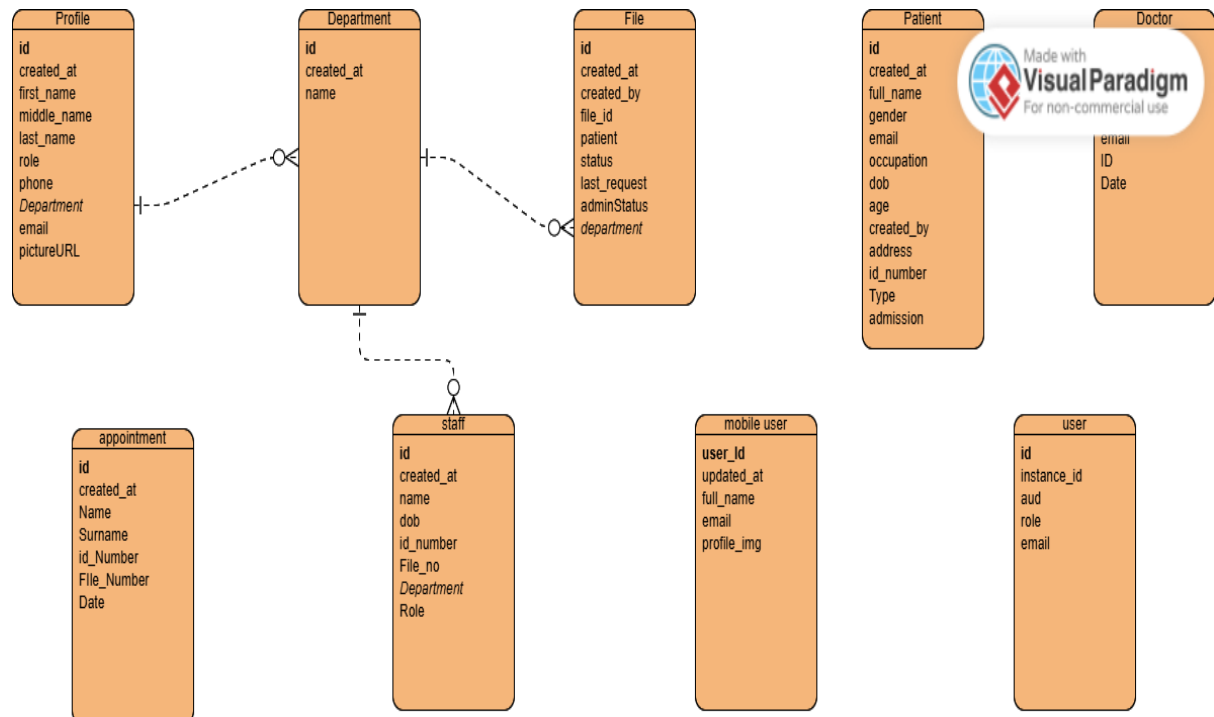 Profile
id
created_at
first_name
middle_name
last_name
role
phone
Department
email
pictureURL
Department
id
created_at
name
File
id
created_at
created_by
file_id
patient
status
last_request
adminStatus
department
Patient
id
created_at
full_name
gender
email
occupation
dob
age
created_by
address
id_number
Type
admission
Doctor
Made with
Visual Paradigm
For non-commercial use
email
ID
Date
appointment
id
created_at
Name
Surname
id_Number
FIle_Number
Date
staff
id
created_at
name
dob
id_number
File_no
Department
Role
mobile user
user_Id
updated_at
full_name
email
profile_img
user
id
instance_id
aud
role
email